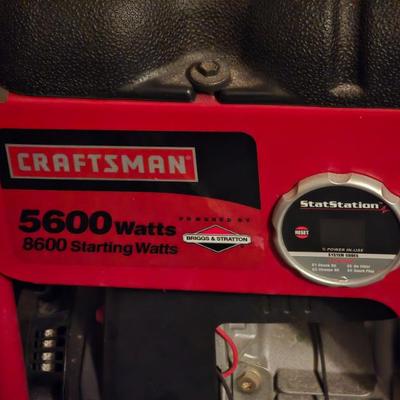 CRAFTSMAN
5600 Watts
8600 Starting Watts
POWERED BY
BRIGGS & STRATTON
StatStation
RESET
% POWER IN-USE
SYSTEM CODES